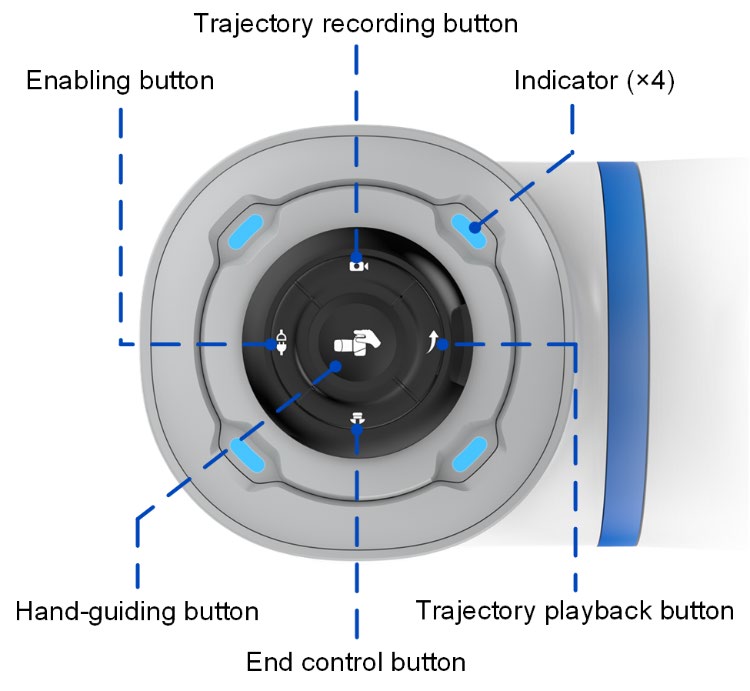 Trajectory recording button
Enabling button
Indicator (×4)
Hand-guiding button
Trajectory playback button
End control button